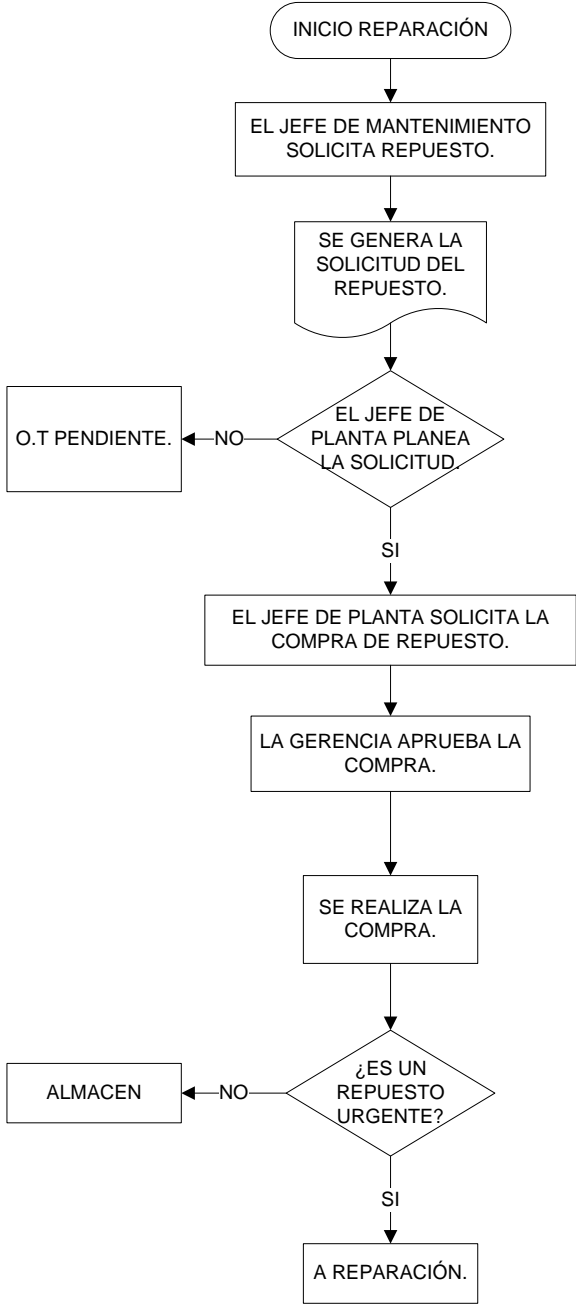 INICIO REPARACIÓN
EL JEFE DE MANTENIMIENTO
SOLICITA REPUESTO.
SE GENERA LA
SOLICITUD DEL
REPUESTO.
EL JEFE DE
PLANTA PLANEA
LA SOLICITUD.
NO
O.T PENDIENTE.
SI
EL JEFE DE PLANTA SOLICITA LA
COMPRA DE REPUESTO.
LA GERENCIA APRUEBA LA
COMPRA.
SE REALIZA LA
COMPRA.
¿ES UN
REPUESTO
URGENTE?
NO
ALMACEN
SI
A REPARACIÓN.